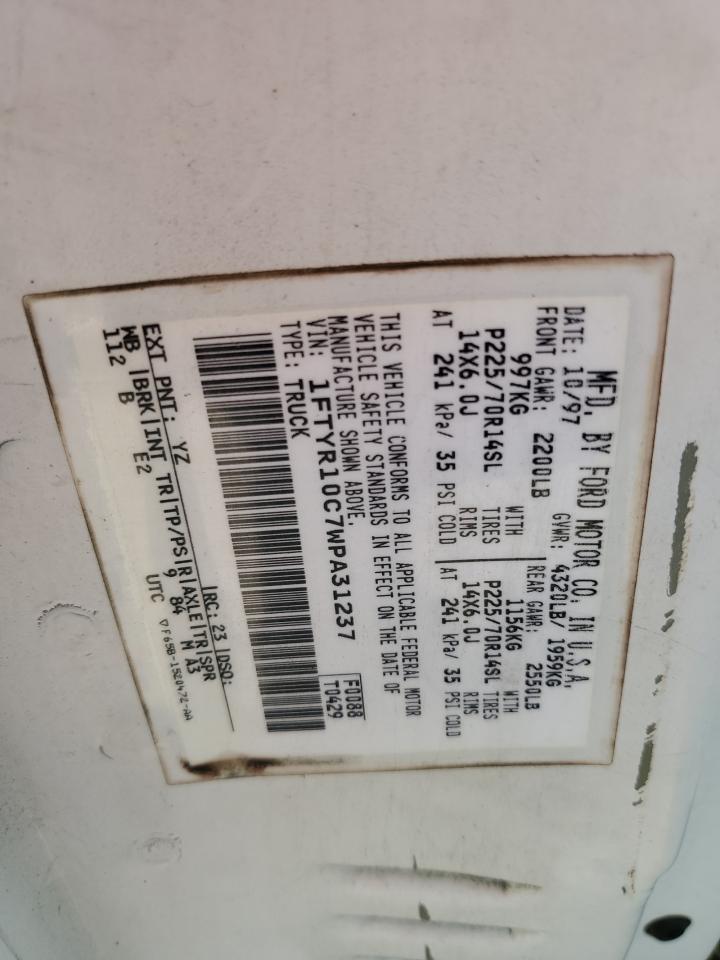 MFD. BY FORD MOTOR CO. IN U.S.A.
DATE: 10/97 GVWR: 4320LB/ 1959KG
FRONT GAWR: 2200LB REAR GAWR: 2550LB
997KG WITH 1156KG WITH
P225/70R14SL TIRES P225/70R14SL TIRES
14X6.0J RIMS 14X6.0J RIMS
AT 241 kPa/ 35 PSI COLD AT 241 kPa/ 35 PSI COLD
THIS VEHICLE CONFORMS TO ALL APPLICABLE FEDERAL MOTOR
VEHICLE SAFETY STANDARDS IN EFFECT ON THE DATE OF
MANUFACTURE SHOWN ABOVE.
VIN: 1FTYR10C7WPA31237 F0088
TYPE: TRUCK T0429
EXT PNT: YZ RC: 23 DSO:
WB |BRK|INT TR|TP/PS|R|AXLE|TR|SPR
112 B E2 9 84 M A3
UTC ▽F65B-1520472-AA